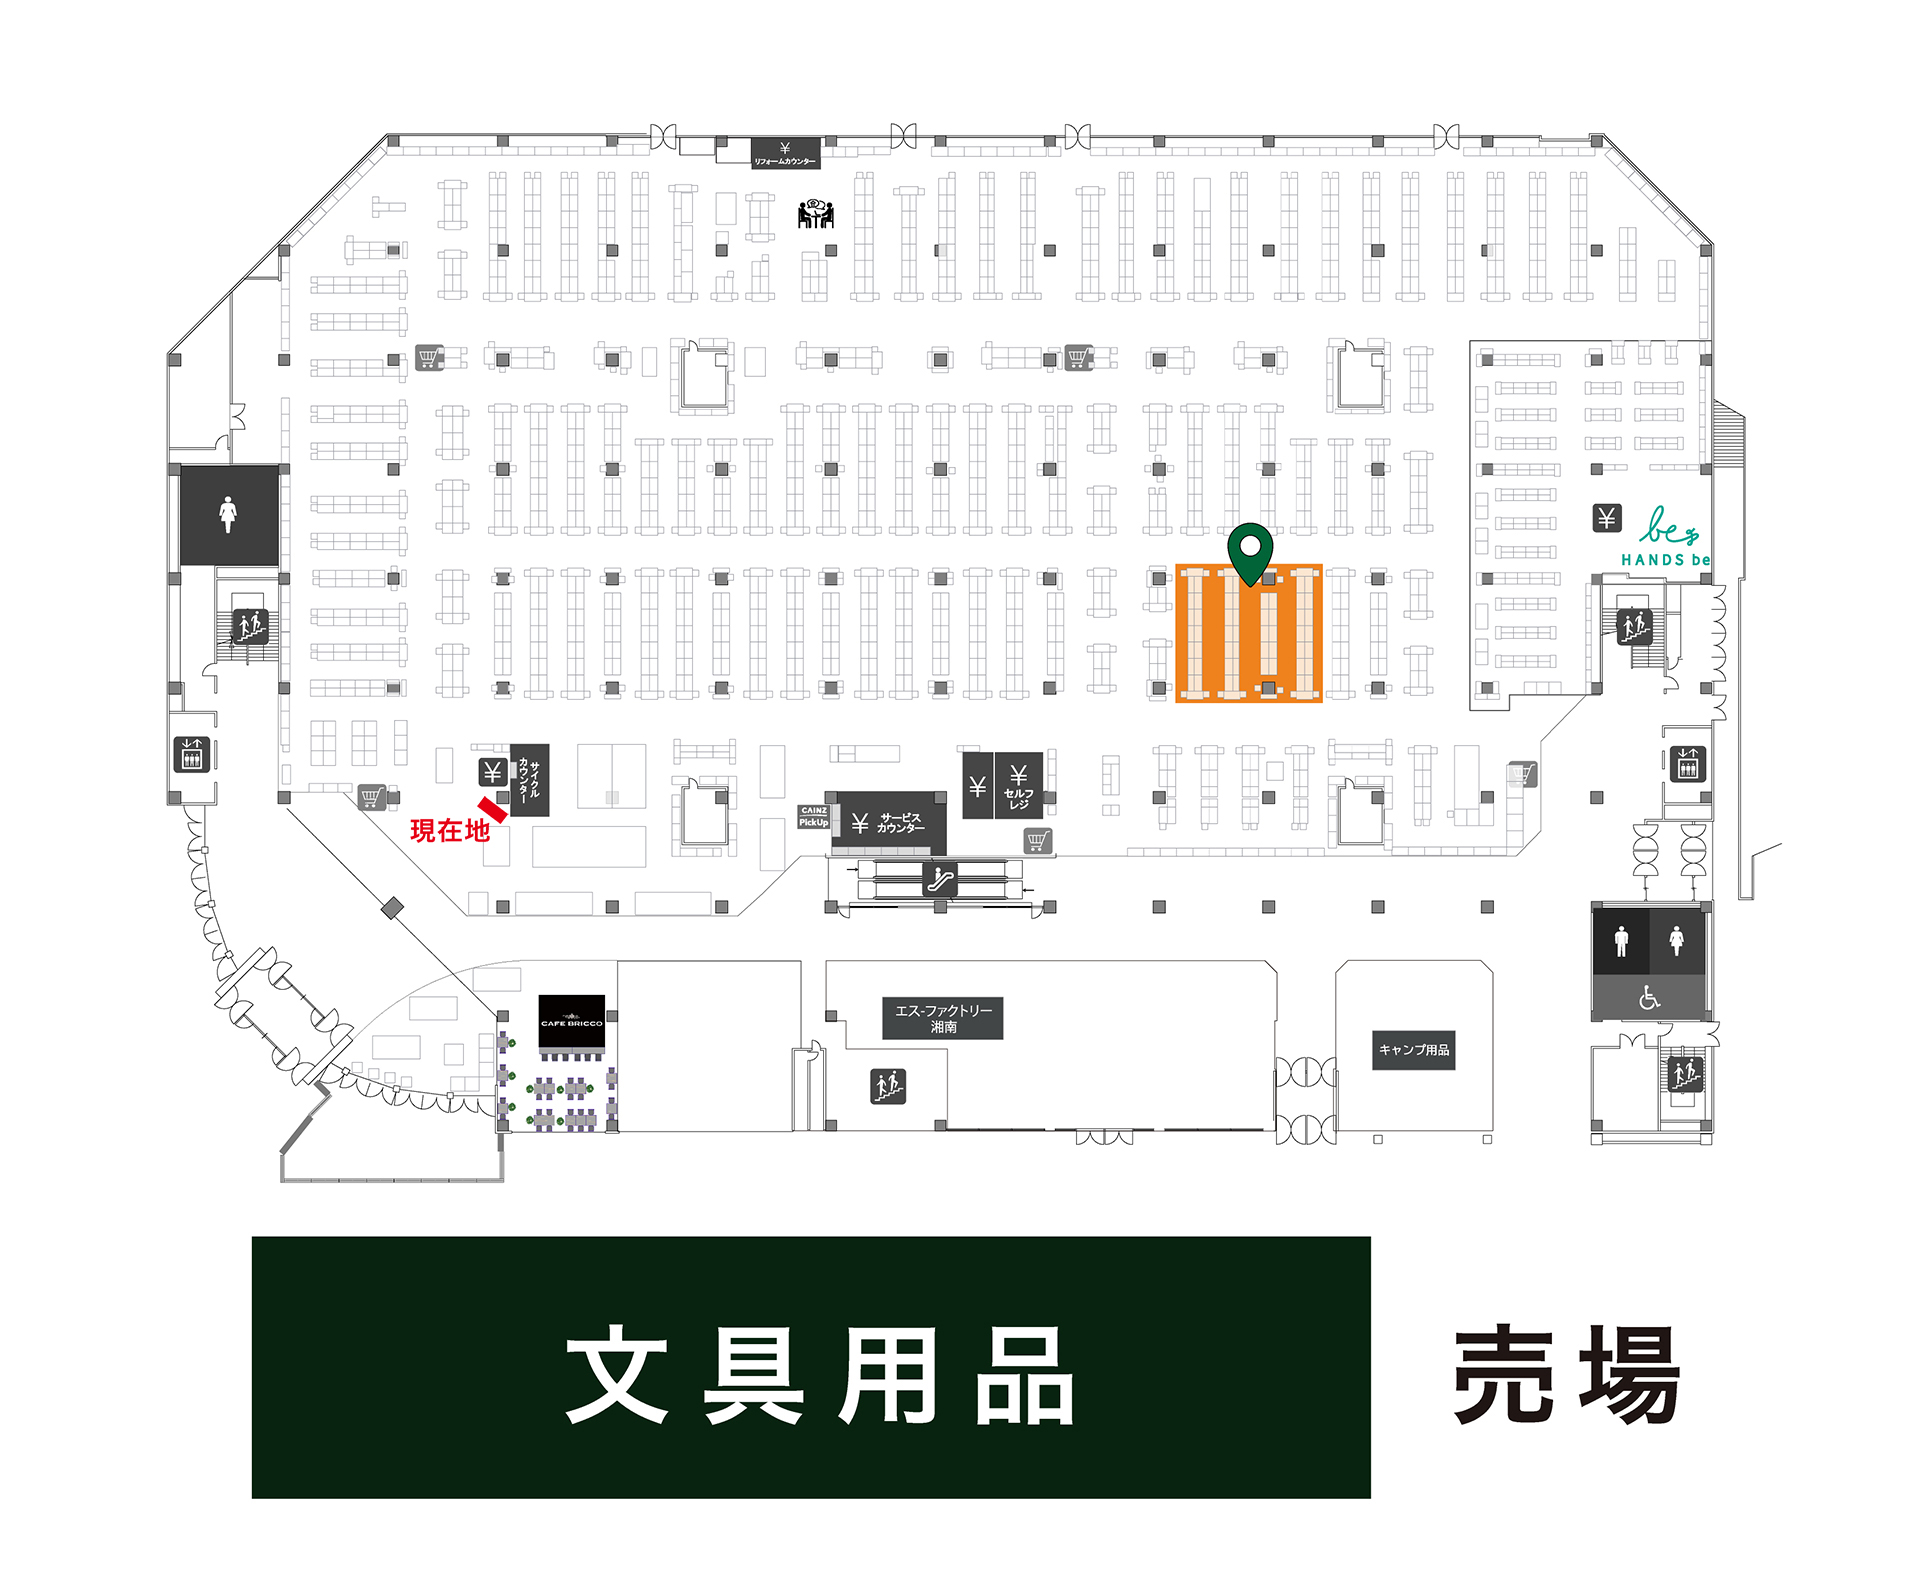 ¥
リフォームカウンター
¥
be
HANDS be
¥
サイクル
カウンター
現在地
CAINZ
PickUp
¥
サービス
カウンター
¥
¥
セルフ
レジ
CAFE BRICCO
エス-ファクトリー
湘南
キャンプ用品
文具用品
売場